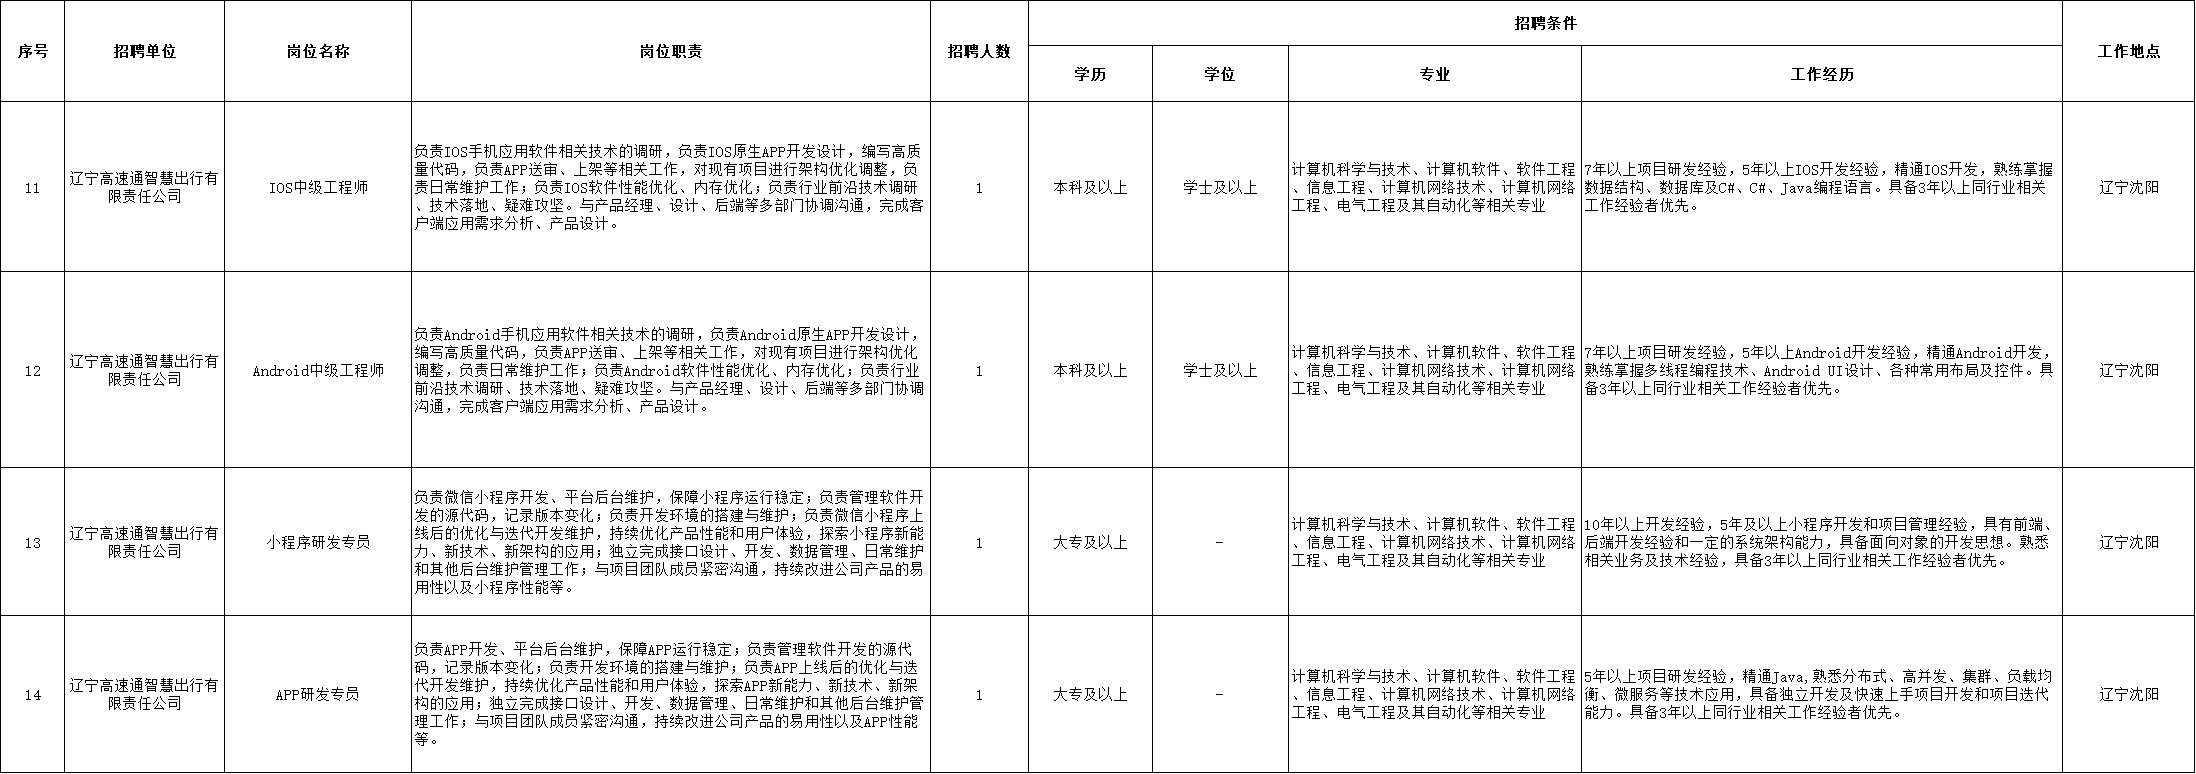 序号
招聘单位
岗位名称
岗位职责
招聘人数
招聘条件
工作地点
学历
学位
专业
工作经历
11
辽宁高速通智慧出行有
限责任公司
IOS中级工程师
负责IOS手机应用软件相关技术的调研，负责IOS原生APP开发设计，编写高质
量代码，负责APP送审、上架等相关工作，对现有项目进行架构优化调整，负
责日常维护工作；负责IOS软件性能优化、内存优化；负责行业前沿技术调研
、技术落地、疑难攻坚。与产品经理、设计、后端等多部门协调沟通，完成客
户端应用需求分析、产品设计。
1
本科及以上
学士及以上
计算机科学与技术、计算机软件、软件工程
、信息工程、计算机网络技术、计算机网络
工程、电气工程及其自动化等相关专业
7年以上项目研发经验，5年以上IOS开发经验，精通IOS开发，熟练掌握
数据结构、数据库及C#、C#、Java编程语言。具备3年以上同行业相关
工作经验者优先。
辽宁沈阳
12
辽宁高速通智慧出行有
限责任公司
Android中级工程师
负责Android手机应用软件相关技术的调研，负责Android原生APP开发设计，
编写高质量代码，负责APP送审、上架等相关工作，对现有项目进行架构优化
调整，负责日常维护工作；负责Android软件性能优化、内存优化；负责行业
前沿技术调研、技术落地、疑难攻坚。与产品经理、设计、后端等多部门协调
沟通，完成客户端应用需求分析、产品设计。
1
本科及以上
学士及以上
计算机科学与技术、计算机软件、软件工程
、信息工程、计算机网络技术、计算机网络
工程、电气工程及其自动化等相关专业
7年以上项目研发经验，5年以上Android开发经验，精通Android开发，
熟练掌握多线程编程技术、Android UI设计、各种常用布局及控件。具
备3年以上同行业相关工作经验者优先。
辽宁沈阳
13
辽宁高速通智慧出行有
限责任公司
小程序研发专员
负责微信小程序开发、平台后台维护，保障小程序运行稳定；负责管理软件开
发的源代码，记录版本变化；负责开发环境的搭建与维护；负责微信小程序上
线后的优化与迭代开发维护，持续优化产品性能和用户体验，探索小程序新能
力、新技术、新架构的应用；独立完成接口设计、开发、数据管理、日常维护
和其他后台维护管理工作；与项目团队成员紧密沟通，持续改进公司产品的易
用性以及小程序性能等。
1
大专及以上
-
计算机科学与技术、计算机软件、软件工程
、信息工程、计算机网络技术、计算机网络
工程、电气工程及其自动化等相关专业
10年以上开发经验，5年及以上小程序开发和项目管理经验，具有前端、
后端开发经验和一定的系统架构能力，具备面向对象的开发思想。熟悉
相关业务及技术经验，具备3年以上同行业相关工作经验者优先。
辽宁沈阳
14
辽宁高速通智慧出行有
限责任公司
APP研发专员
负责APP开发、平台后台维护，保障APP运行稳定；负责管理软件开发的源代
码，记录版本变化；负责开发环境的搭建与维护；负责APP上线后的优化与迭
代开发维护，持续优化产品性能和用户体验，探索APP新能力、新技术、新架
构的应用；独立完成接口设计、开发、数据管理、日常维护和其他后台维护管
理工作；与项目团队成员紧密沟通，持续改进公司产品的易用性以及APP性能
等。
1
大专及以上
-
计算机科学与技术、计算机软件、软件工程
、信息工程、计算机网络技术、计算机网络
工程、电气工程及其自动化等相关专业
5年以上项目研发经验，精通Java,熟悉分布式、高并发、集群、负载均
衡、微服务等技术应用，具备独立开发及快速上手项目开发和项目迭代
能力。具备3年以上同行业相关工作经验者优先。
辽宁沈阳